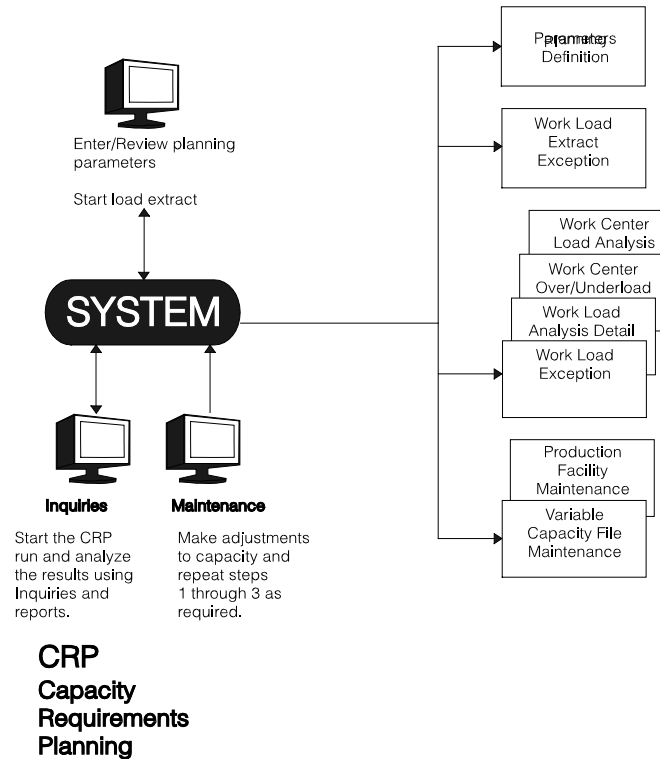 Enter/Review planning
parameters
Start load extract
SYSTEM
Inquiries
Start the CRP
run and analyze
the results using
Inquiries and
reports.
Maintenance
Make adjustments
to capacity and
repeat steps
1 through 3 as
required.
Parameters
Definition
Work Load
Extract
Exception
Work Center
Load Analysis
Work Center
Over/Underload
Work Load
Analysis Detail
Work Load
Exception
Production
Facility
Maintenance
Variable
Capacity File
Maintenance
CRP
Capacity
Requirements
Planning